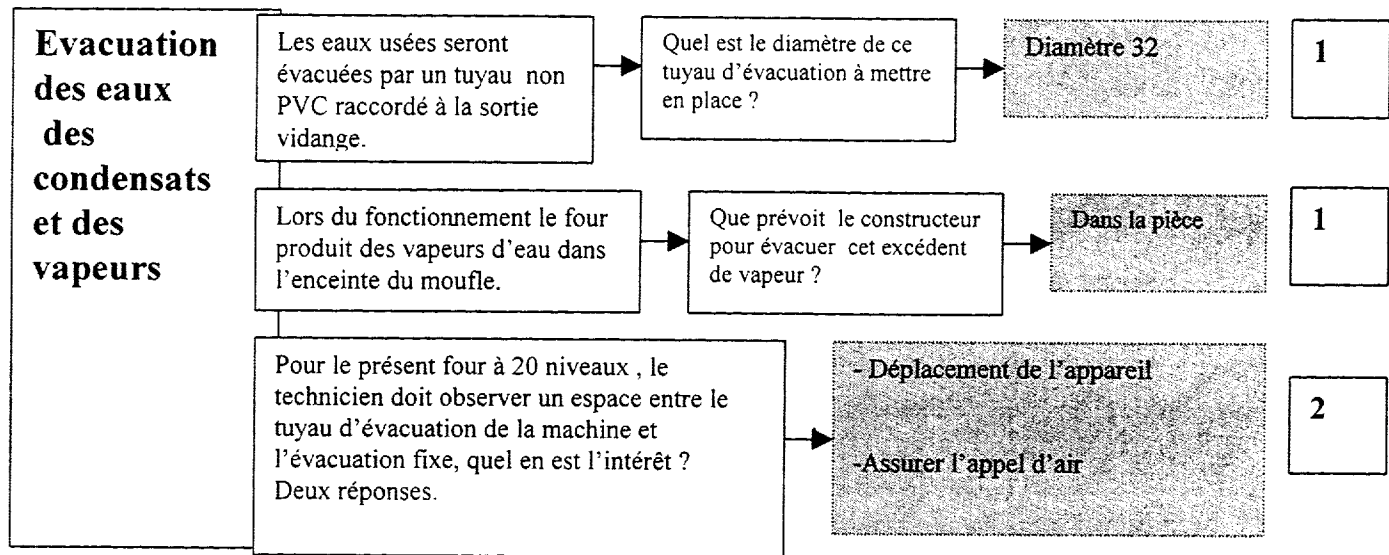 Evacuation
des eaux
des
condensats
et des
vapeurs
Les eaux usées seront
évacuées par un tuyau non
PVC raccordé à la sortie
vidange.
Quel est le diamètre de ce
tuyau d'évacuation à mettre
en place ?
Diamètre 32
1
Lors du fonctionnement le four
produit des vapeurs d'eau dans
l'enceinte du moufle.
Que prévoit le constructeur
pour évacuer cet excédent
de vapeur ?
Dans la pièce
1
Pour le présent four à 20 niveaux , le
technicien doit observer un espace entre le
tuyau d'évacuation de la machine et
l'évacuation fixe, quel en est l'intérêt ?
Deux réponses.
- Déplacement de l'appareil
-Assurer l'appel d'air
2